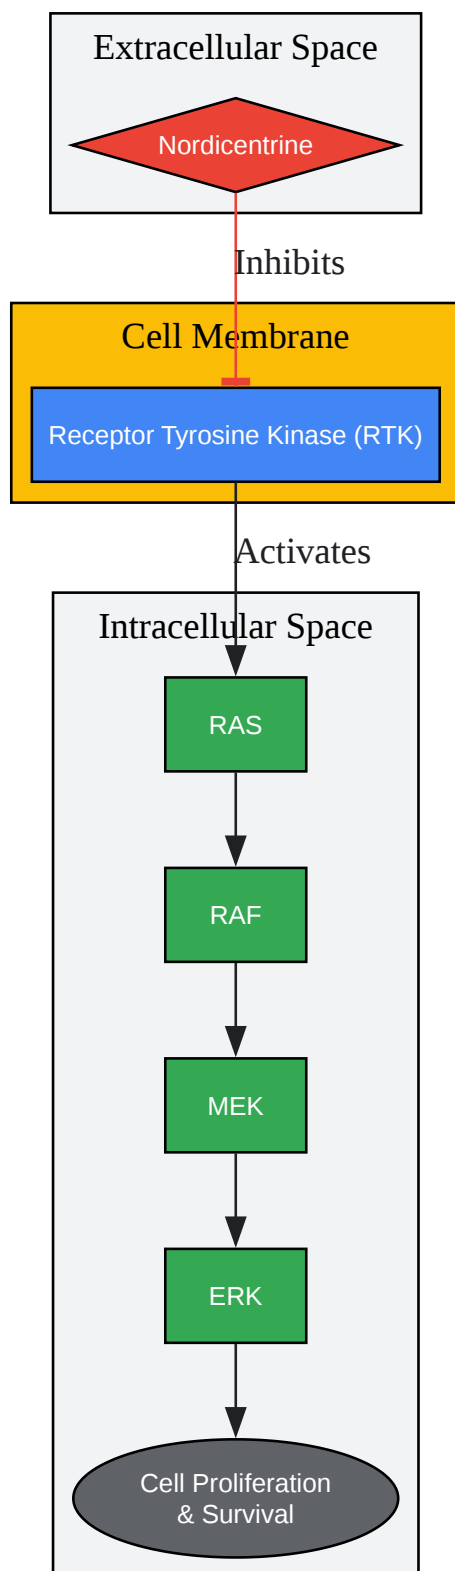 Extracellular Space
Nordicentrine
Inhibits
Cell Membrane
Receptor Tyrosine Kinase (RTK)
Activates
Intracellular Space
RAS
RAF
MEK
ERK
Cell Proliferation
& Survival